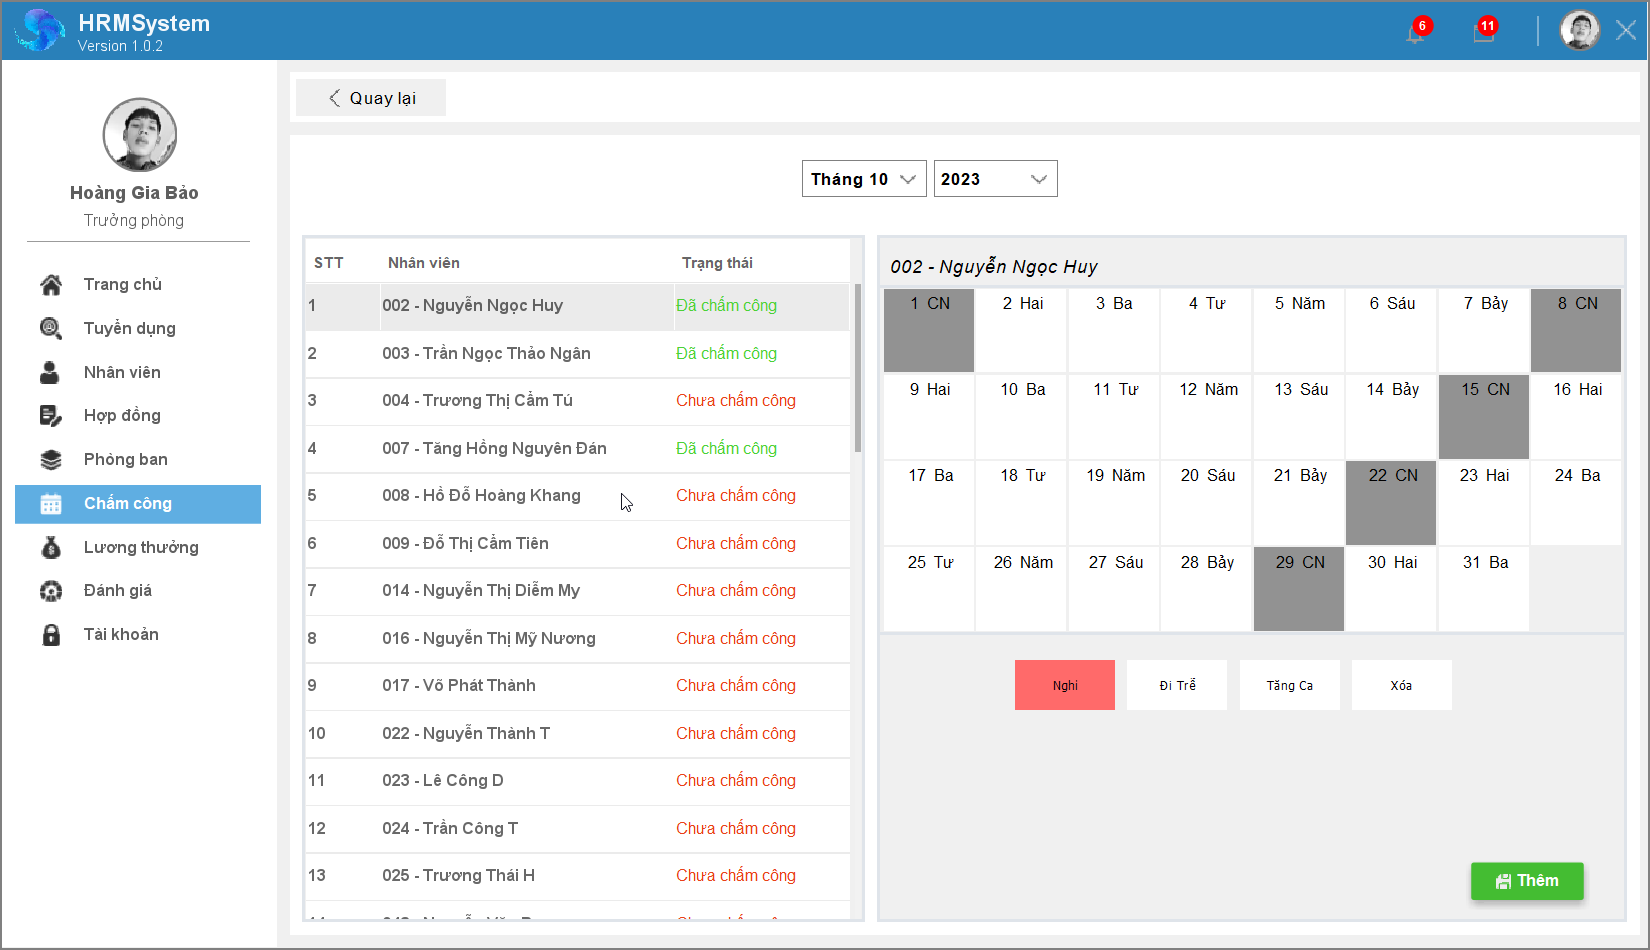 HRMSystem
Version 1.0.2
6
11
Hoàng Gia Bảo
Trưởng phòng
Trang chủ
Tuyển dụng
Nhân viên
Hợp đồng
Phòng ban
Chấm công
Lương thưởng
Đánh giá
Tài khoản
Quay lại
Tháng 10
2023
STT Nhân viên Trạng thái
1 002 - Nguyễn Ngọc Huy Đã chấm công
2 003 - Trần Ngọc Thảo Ngân Đã chấm công
3 004 - Trương Thị Cẩm Tú Chưa chấm công
4 007 - Tăng Hồng Nguyên Đán Đã chấm công
5 008 - Hồ Đỗ Hoàng Khang Chưa chấm công
6 009 - Đỗ Thị Cẩm Tiên Chưa chấm công
7 014 - Nguyễn Thị Diễm My Chưa chấm công
8 016 - Nguyễn Thị Mỹ Nương Chưa chấm công
9 017 - Võ Phát Thành Chưa chấm công
10 022 - Nguyễn Thành T Chưa chấm công
11 023 - Lê Công D Chưa chấm công
12 024 - Trần Công T Chưa chấm công
13 025 - Trương Thái H Chưa chấm công
002 - Nguyễn Ngọc Huy
1 CN 2 Hai 3 Ba 4 Tư 5 Năm 6 Sáu 7 Bảy 8 CN
9 Hai 10 Ba 11 Tư 12 Năm 13 Sáu 14 Bảy 15 CN 16 Hai
17 Ba 18 Tư 19 Năm 20 Sáu 21 Bảy 22 CN 23 Hai 24 Ba
25 Tư 26 Năm 27 Sáu 28 Bảy 29 CN 30 Hai 31 Ba
Nghỉ Đi Trễ Tăng Ca Xóa
Thêm